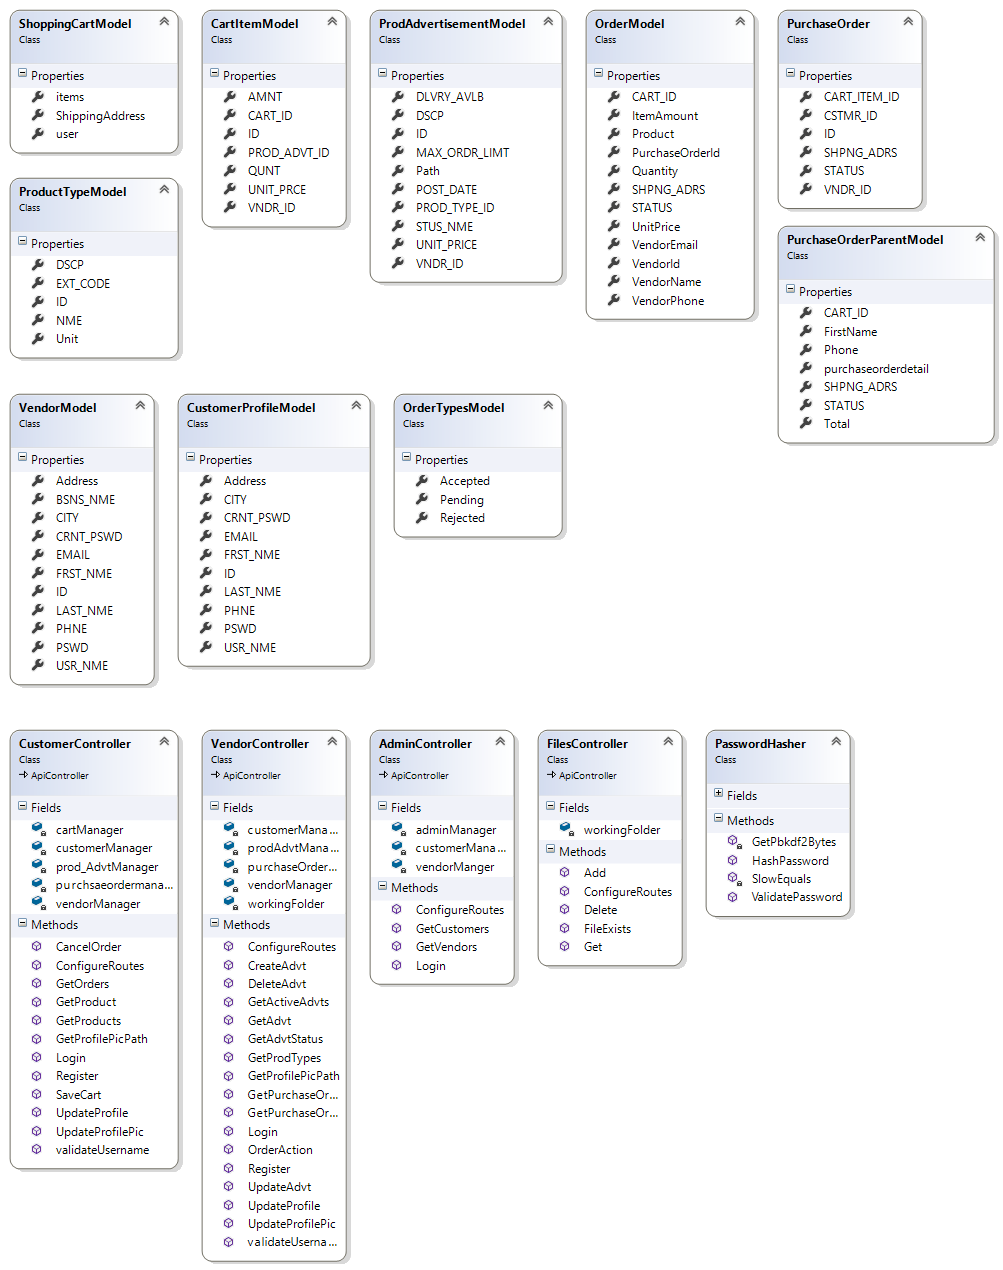 ShoppingCartModel
Class
Properties
items
ShippingAddress
user
CartItemModel
Class
Properties
AMNT
CART_ID
ID
PROD_ADVT_ID
QUNT
UNIT_PRCE
VNDR_ID
ProdAdvertisementModel
Class
Properties
DLVRY_AVLB
DSCP
ID
MAX_ORDR_LIMT
Path
POST_DATE
PROD_TYPE_ID
STUS_NME
UNIT_PRICE
VNDR_ID
OrderModel
Class
Properties
CART_ID
ItemAmount
Product
PurchaseOrderId
Quantity
SHPNG_ADRS
STATUS
UnitPrice
VendorEmail
VendorId
VendorName
VendorPhone
PurchaseOrder
Class
Properties
CART_ITEM_ID
CSTMR_ID
ID
SHPNG_ADRS
STATUS
VNDR_ID
ProductTypeModel
Class
Properties
DSCP
EXT_CODE
ID
NME
Unit
PurchaseOrderParentModel
Class
Properties
CART_ID
FirstName
Phone
purchaseorderdetail
SHPNG_ADRS
STATUS
Total
VendorModel
Class
Properties
Address
BSNS_NME
CITY
CRNT_PSWD
EMAIL
FRST_NME
ID
LAST_NME
PHNE
PSWD
USR_NME
CustomerProfileModel
Class
Properties
Address
CITY
CRNT_PSWD
EMAIL
FRST_NME
ID
LAST_NME
PHNE
PSWD
USR_NME
OrderTypesModel
Class
Properties
Accepted
Pending
Rejected
CustomerController
Class
ApiController
Fields
cartManager
customerManager
prod_AdvtManager
purchsaeordermana...
vendorManager
Methods
CancelOrder
ConfigureRoutes
GetOrders
GetProduct
GetProducts
GetProfilePicPath
Login
Register
SaveCart
UpdateProfile
UpdateProfilePic
validateUsername
VendorController
Class
ApiController
Fields
customerMana...
prodAdvtMana...
purchaseOrder...
vendorManager
workingFolder
Methods
ConfigureRoutes
CreateAdvt
DeleteAdvt
GetActiveAdvts
GetAdvt
GetAdvtStatus
GetProdTypes
GetProfilePicPath
GetPurchaseOr...
GetPurchaseOr...
Login
OrderAction
Register
UpdateAdvt
UpdateProfile
UpdateProfilePic
validateUserna...
AdminController
Class
ApiController
Fields
adminManager
customerMana...
vendorManger
Methods
ConfigureRoutes
GetCustomers
GetVendors
Login
FilesController
Class
ApiController
Fields
workingFolder
Methods
Add
ConfigureRoutes
Delete
FileExists
Get
PasswordHasher
Class
Fields
Methods
GetPbkdf2Bytes
HashPassword
SlowEquals
ValidatePassword